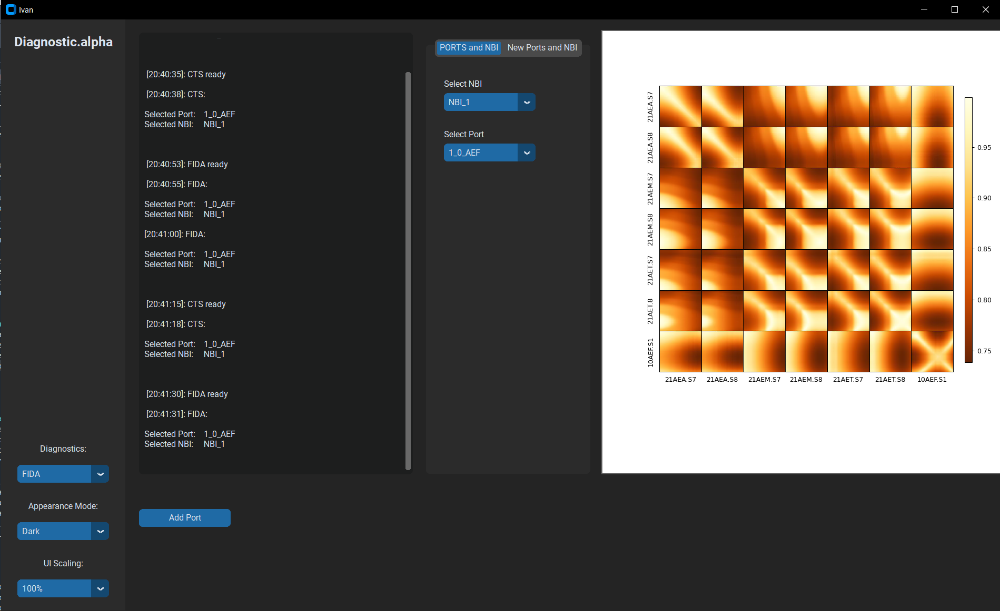 Ivan
Diagnostic.alpha
[20:40:35]: CTS ready
[20:40:38]: CTS:
Selected Port: 1_0_AEF
Selected NBI: NBI_1
[20:40:53]: FIDA ready
[20:40:55]: FIDA:
Selected Port: 1_0_AEF
Selected NBI: NBI_1
[20:41:00]: FIDA:
Selected Port: 1_0_AEF
Selected NBI: NBI_1
[20:41:15]: CTS ready
[20:41:18]: CTS:
Selected Port: 1_0_AEF
Selected NBI: NBI_1
[20:41:30]: FIDA ready
[20:41:31]: FIDA:
Selected Port: 1_0_AEF
Selected NBI: NBI_1
Diagnostics:
FIDA
Appearance Mode:
Dark
UI Scaling:
100%
Add Port
PORTS and NBI
New Ports and NBI
Select NBI
NBI_1
Select Port
1_0_AEF
21AEA.S7
21AEA.S8
21AEM.S7
21AEM.S8
21AET.S7
21AET.8
10AEF.S1
21AEA.S7 21AEA.S8 21AEM.S7 21AEM.S8 21AET.S7 21AET.S8 10AEF.S1
0.95
0.90
0.85
0.80
0.75